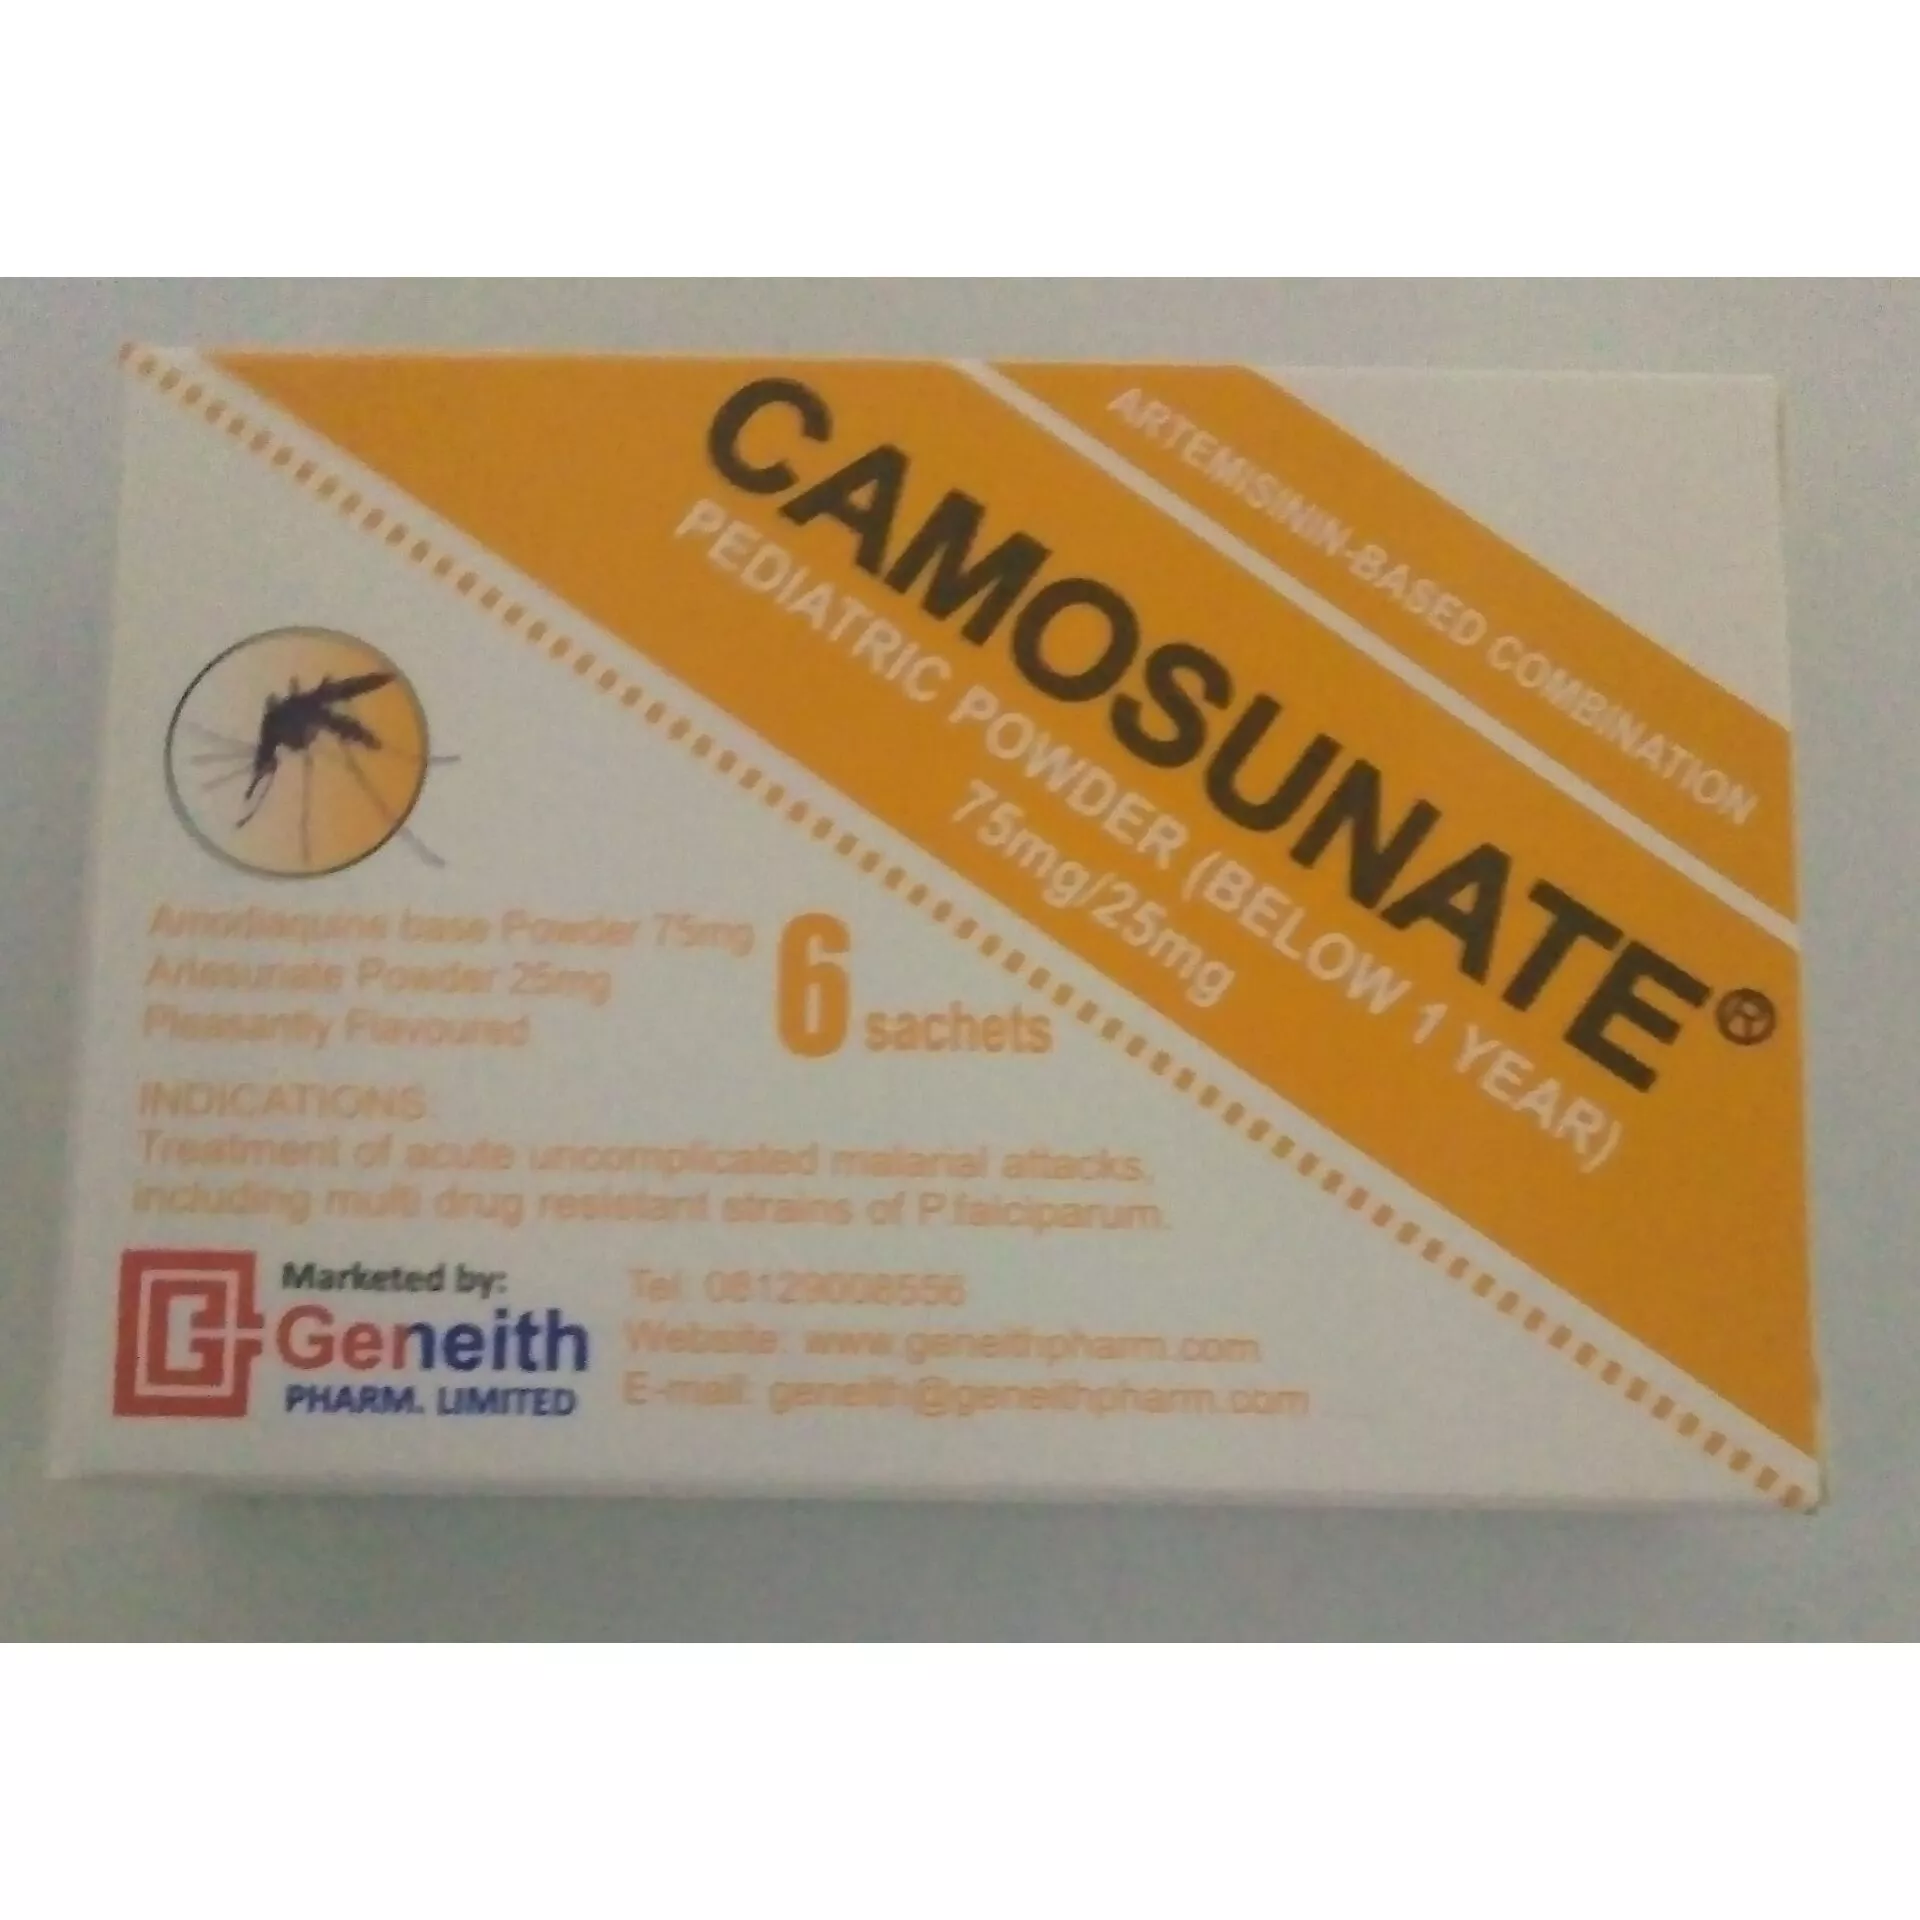 ARTEMISININ-BASED COMBINATION
CAMOSUNATE®
PEDIATRIC POWDER (BELOW 1 YEAR)
75mg/25mg
Amodiaquine base Powder 75mg
Artesunate Powder 25mg
Pleasantly Flavoured
6 sachets
INDICATIONS:
Treatment of acute uncomplicated malarial attacks,
including multi drug resistant strains of P.falciparum.
Marketed by:
Geneith
PHARM. LIMITED
Tel: 08129008556
Website: www.geneithpharm.com
E-mail: geneith@geneithpharm.com